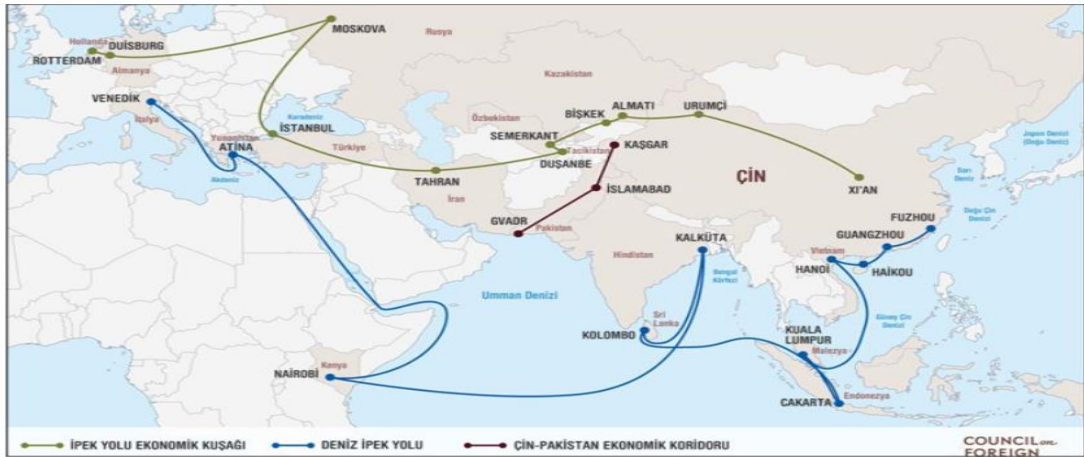 MOSKOVA
Rusya
Hollanda
DUİSBURG
ROTTERDAM
Almanya
Kazakistan
VENEDİK
ALMATI
URUMÇİ
BİŞKEK
Karadeniz
Özbekistan
İtalya
İSTANBUL
SEMERKANT
Japon Denizi
(Doğu Deniz)
Yunanistan
ATİNA
Türkiye
Tacikistan
KAŞGAR
DUŞANBE
Akdeniz
TAHRAN
ÇİN
Sarı
Deniz
XI'AN
İSLAMABAD
İran
GVADR
Pakistan
FUZHOU
Doğu Çin
Denizi
GUANGZHOU
KALKÜTA
Hindistan
Vietnam
HANOİ
HAİKOU
Bengal
Körfezi
Umman Denizi
Sri
Lanka
KOLOMBO
Güney Çin
Denizi
KUALA
LUMPUR
Malezya
Kenya
NAİROBİ
CAKARTA
Endonezya
İPEK YOLU EKONOMİK KUŞAĞI
DENİZ İPEK YOLU
ÇİN-PAKİSTAN EKONOMİK KORİDORU
COUNCIL on
FOREIGN